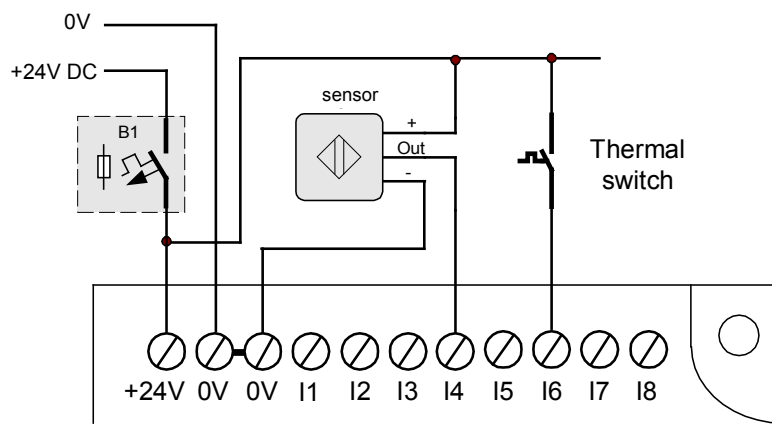 0V
+24V DC
B1
sensor
+
Out
-
Thermal
switch
+24V 0V 0V I1 I2 I3 I4 I5 I6 I7 I8